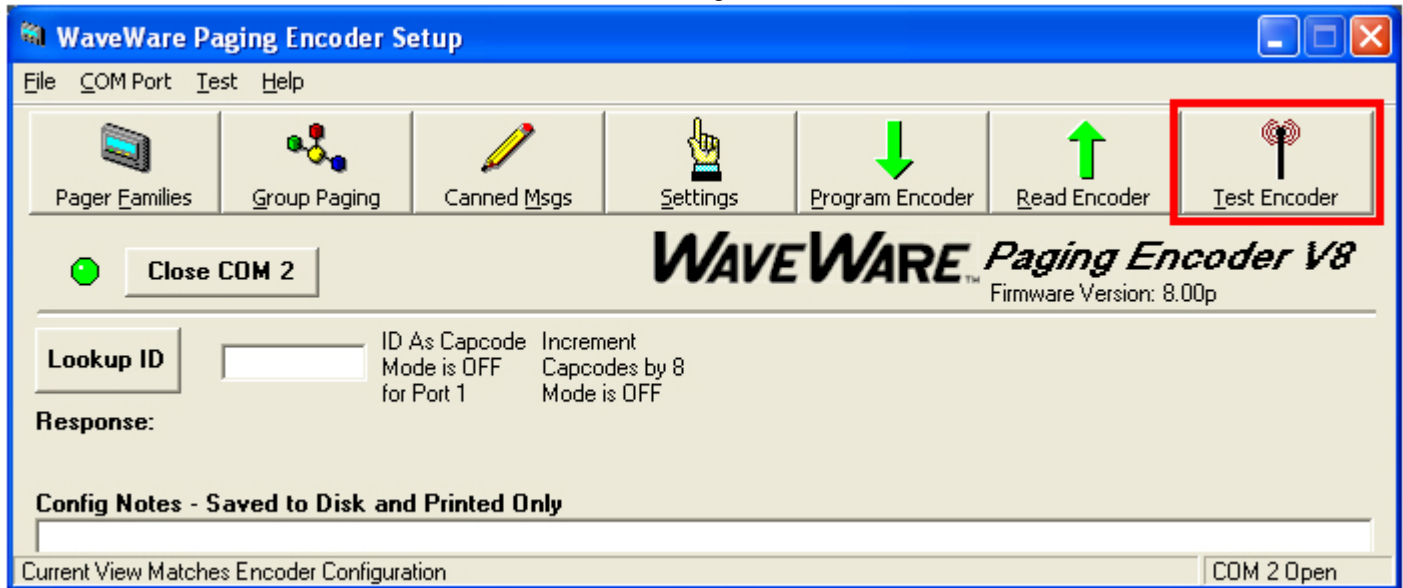 WaveWare Paging Encoder Setup
File COM Port Test Help
Pager Families Group Paging Canned Msgs Settings Program Encoder Read Encoder Test Encoder
Close COM 2
WAVEWARE™ Paging Encoder V8
Firmware Version: 8.00p
Lookup ID
ID As Capcode
Mode is OFF
for Port 1
Increment
Capcodes by 8
Mode is OFF
Response:
Config Notes - Saved to Disk and Printed Only
Current View Matches Encoder Configuration COM 2 Open